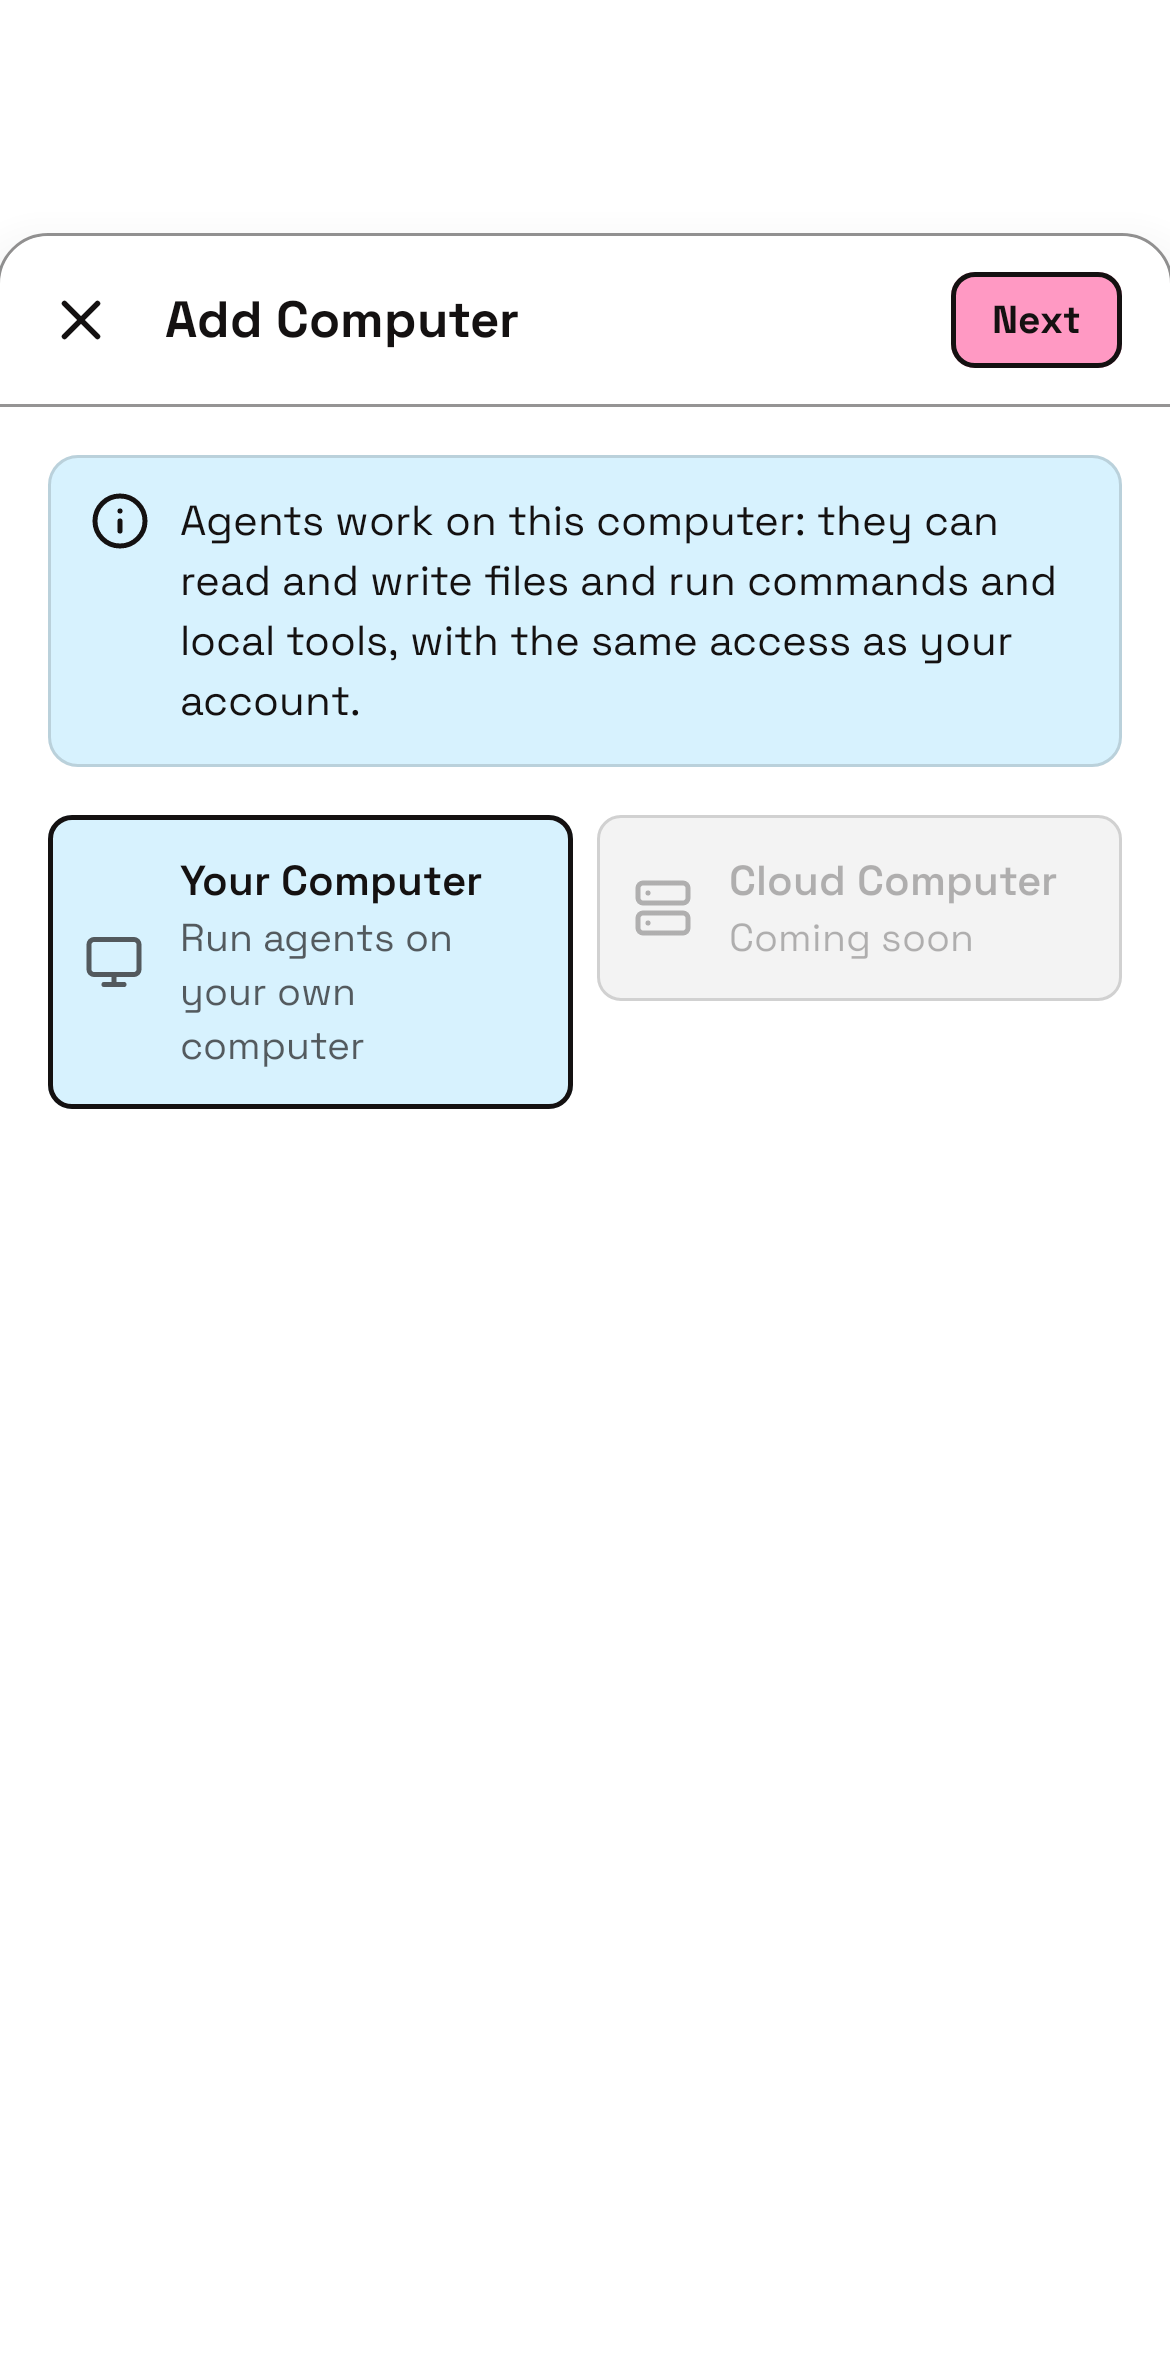 Add Computer
Next
Agents work on this computer: they can
read and write files and run commands and
local tools, with the same access as your
account.
Your Computer
Run agents on
your own
computer
Cloud Computer
Coming soon